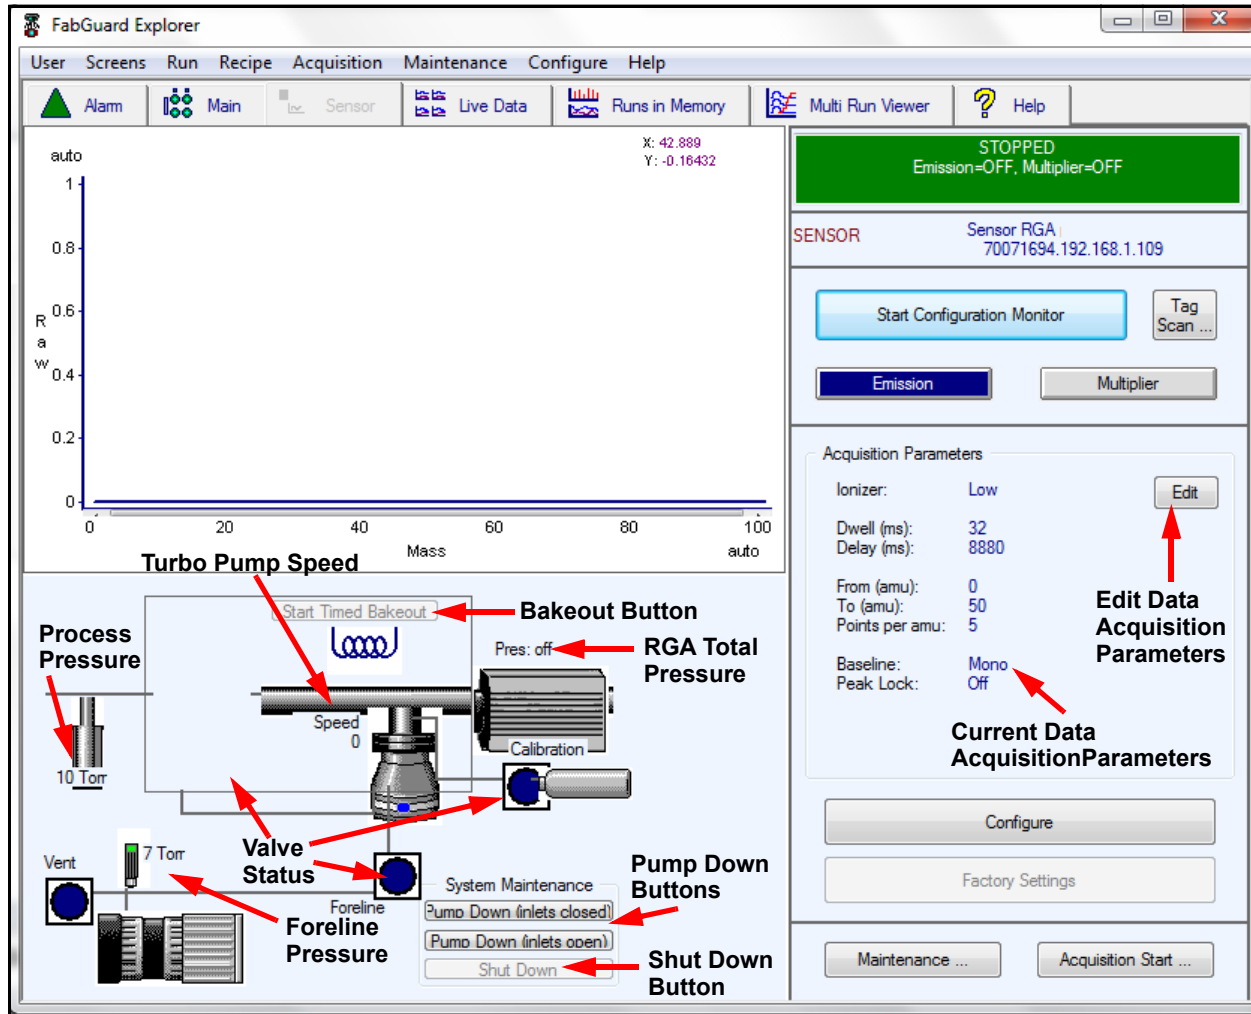 FabGuard Explorer
User Screens Run Recipe Acquisition Maintenance Configure Help
Alarm Main Sensor Live Data Runs in Memory Multi Run Viewer Help
auto
X: 42.889
Y: -0.16432
1
0.8
0.6
0.4
0.2
0
Raw
0 20 40 60 80 100
Mass auto
STOPPED
Emission=OFF, Multiplier=OFF
SENSOR Sensor RGA
70071694.192.168.1.109
Start Configuration Monitor
Tag
Scan ...
Emission Multiplier
Acquisition Parameters
Ionizer: Low
Edit
Dwell (ms): 32
Delay (ms): 8880
From (amu): 0
To (amu): 50
Points per amu: 5
Baseline: Mono
Peak Lock: Off
Edit Data
Acquisition
Parameters
Current Data
AcquisitionParameters
Configure
Factory Settings
Maintenance ... Acquisition Start ...
Turbo Pump Speed
Start Timed Bakeout
Bakeout Button
Process
Pressure
Pres: off
RGA Total
Pressure
Speed
0
Calibration
10 Torr
Valve
Status
Vent
7 Torr
Foreline
Foreline
Pressure
System Maintenance
Pump Down (inlets closed)
Pump Down (inlets open)
Shut Down
Pump Down
Buttons
Shut Down
Button